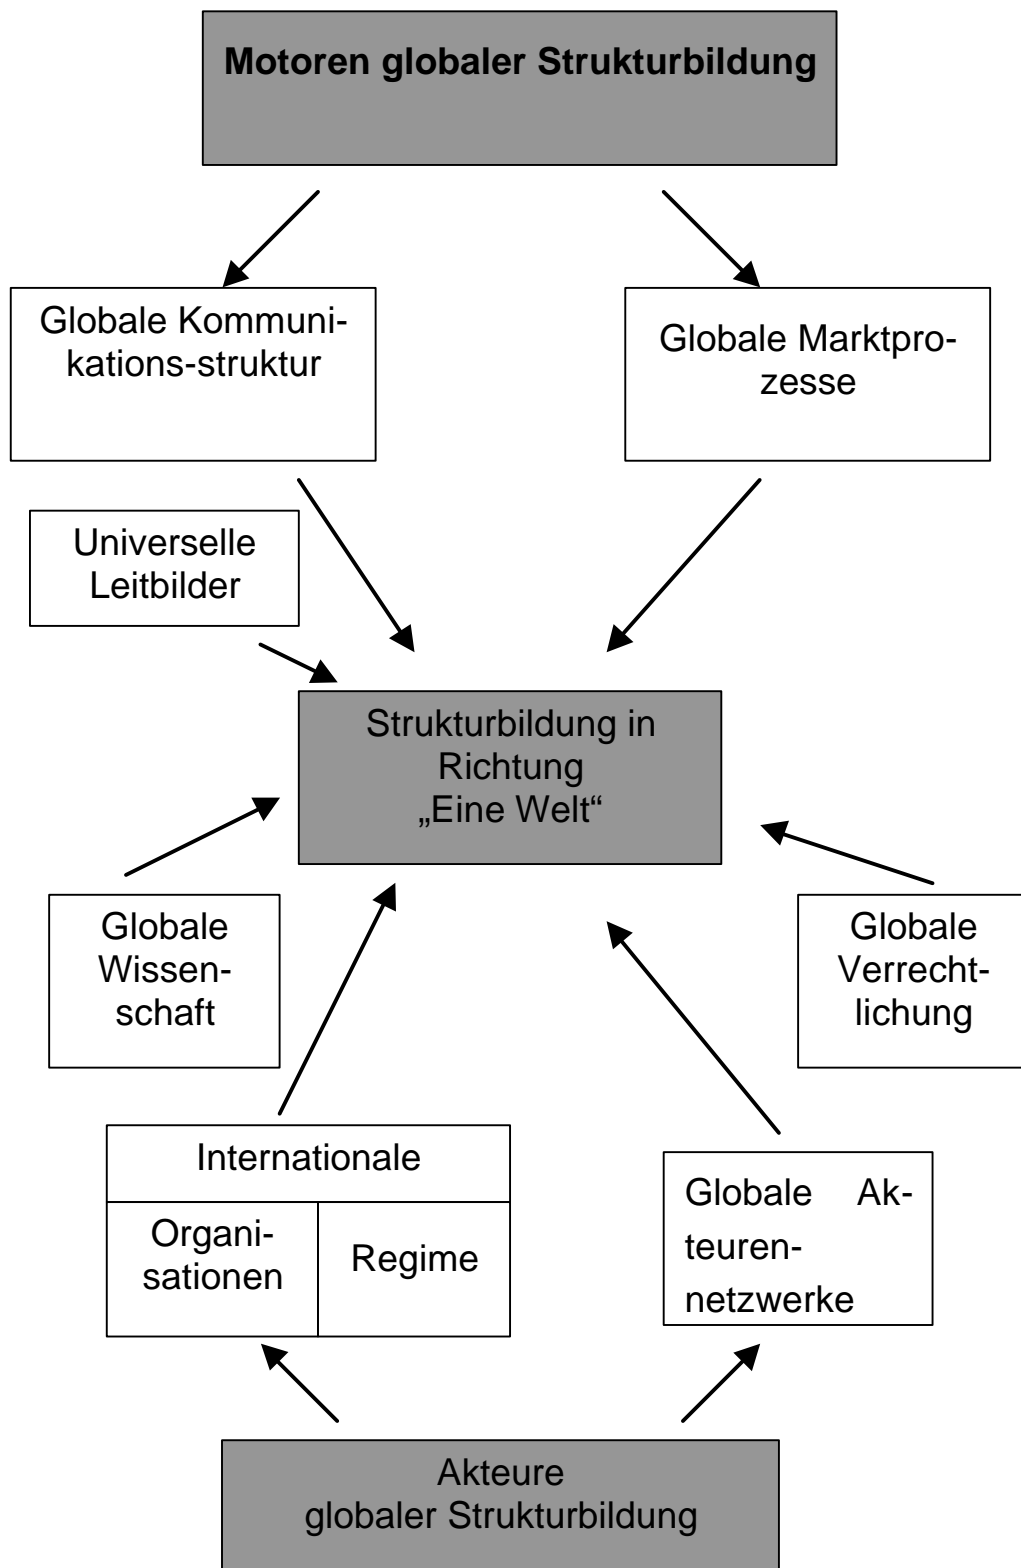 Motoren globaler Strukturbildung
Globale Kommuni-
kations-struktur
Globale Marktpro-
zesse
Universelle
Leitbilder
Strukturbildung in
Richtung
„Eine Welt“
Globale
Wissen-
schaft
Globale
Verrecht-
lichung
Internationale
Organi-
sationen
Regime
Globale Ak-
teuren-
netzwerke
Akteure
globaler Strukturbildung